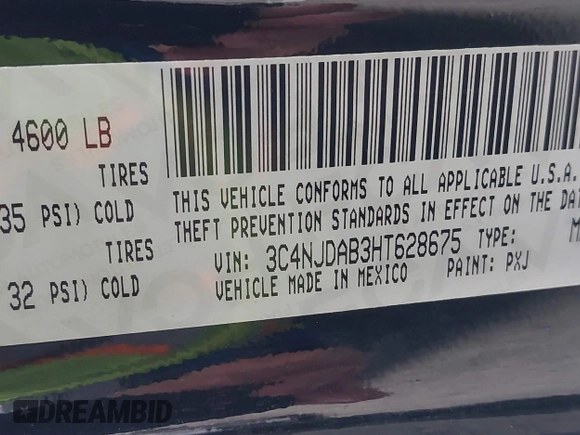 4600 LB
TIRES
35 PSI) COLD
TIRES
32 PSI) COLD
THIS VEHICLE CONFORMS TO ALL APPLICABLE U.S.A.
THEFT PREVENTION STANDARDS IN EFFECT ON THE DAT
VIN: 3C4NJDAB3HT628675 TYPE: M
VEHICLE MADE IN MEXICO PAINT: PXJ
DREAMBID